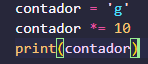 contador = 'g'
contador *= 10
print(contador)